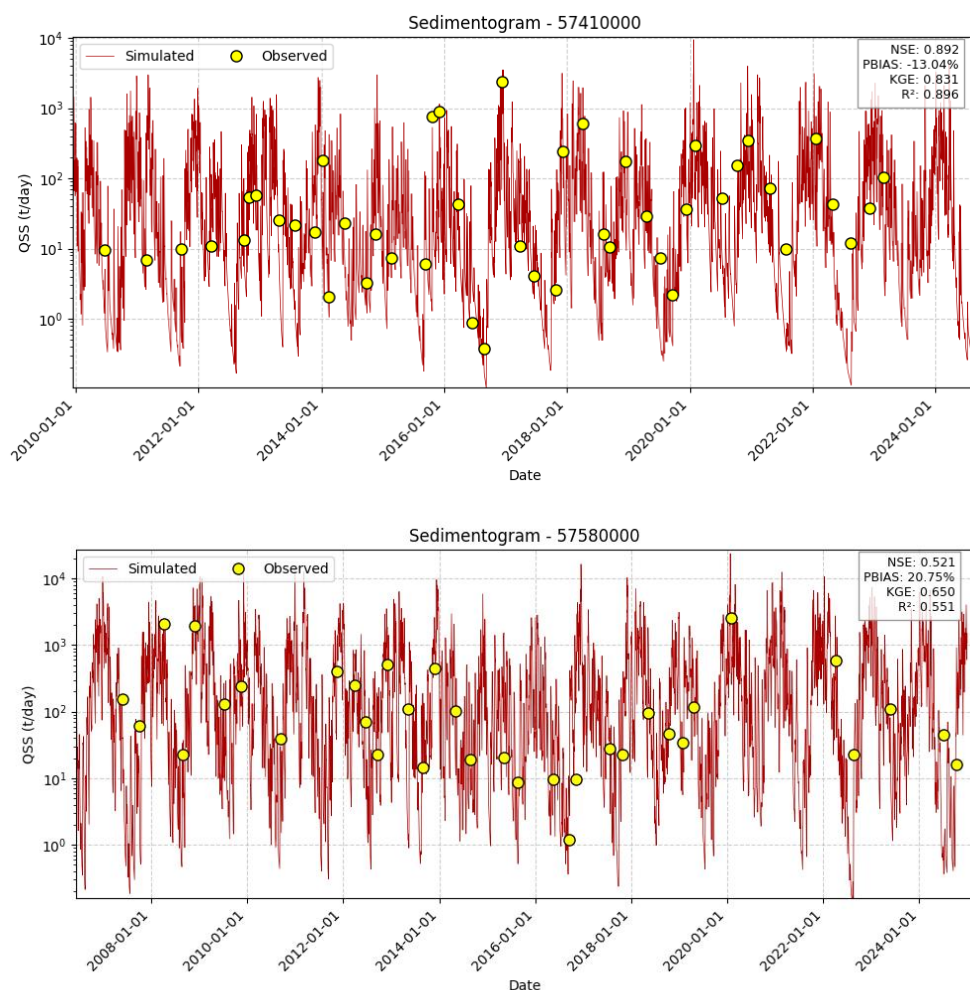 Sedimentogram - 57410000
Simulated Observed
NSE: 0.892
PBIAS: -13.04%
KGE: 0.831
R²: 0.896
QSS (t/day)
10⁴
10³
10²
10¹
10⁰
2010-01-01 2012-01-01 2014-01-01 2016-01-01 2018-01-01 2020-01-01 2022-01-01 2024-01-01
Date
Sedimentogram - 57580000
Simulated Observed
NSE: 0.521
PBIAS: 20.75%
KGE: 0.650
R²: 0.551
QSS (t/day)
10⁴
10³
10²
10¹
10⁰
2008-01-01 2010-01-01 2012-01-01 2014-01-01 2016-01-01 2018-01-01 2020-01-01 2022-01-01 2024-01-01
Date